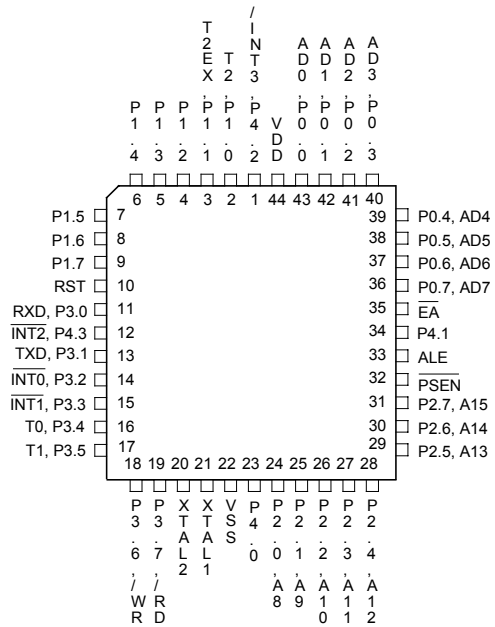 P1.4
P1.3
P1.2
T2EX,P1.1
T2,P1.0
/INT3,P4.2
VDD
AD0,P0.0
AD1,P0.1
AD2,P0.2
AD3,P0.3
6 5 4 3 2 1 44 43 42 41 40
P1.5 7
P1.6 8
P1.7 9
RST 10
RXD, P3.0 11
INT2, P4.3 12
TXD, P3.1 13
INT0, P3.2 14
INT1, P3.3 15
T0, P3.4 16
T1, P3.5 17
39 P0.4, AD4
38 P0.5, AD5
37 P0.6, AD6
36 P0.7, AD7
35 EA
34 P4.1
33 ALE
32 PSEN
31 P2.7, A15
30 P2.6, A14
29 P2.5, A13
18 19 20 21 22 23 24 25 26 27 28
P3.6,/WR
P3.7,/RD
XTAL2
XTAL1
VSS
P4.0
P2.0,A8
P2.1,A9
P2.2,A10
P2.3,A11
P2.4,A12